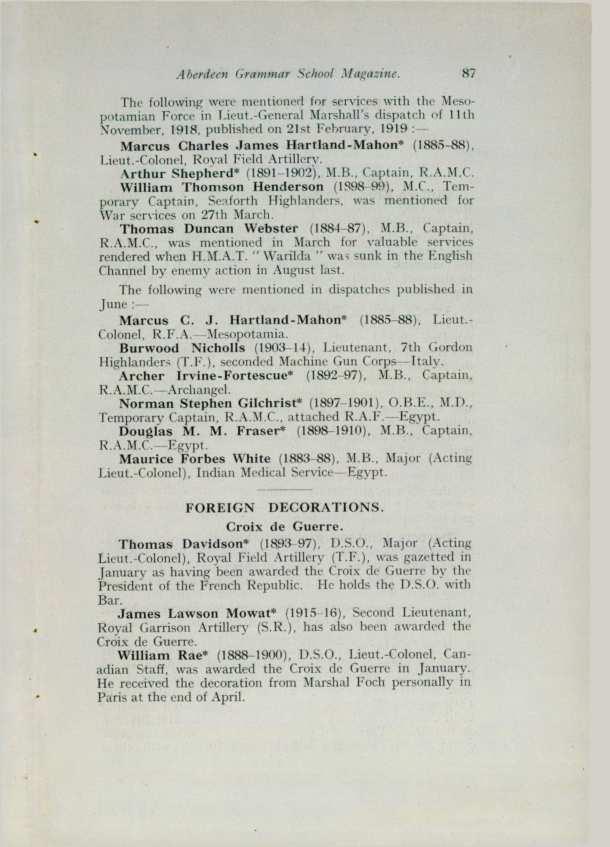 Aberdeen Grammar School Magazine. 87
The following were mentioned for services with the Meso-
potamian Force in Lieut.-General Marshall's dispatch of 11th
November, 1918, published on 21st February, 1919 :—
Marcus Charles James Hartland-Mahon* (1885–88),
Lieut.-Colonel, Royal Field Artillery.
Arthur Shepherd* (1891–1902), M.B., Captain, R.A.M.C.
William Thomson Henderson (1898–99), M.C., Tem-
porary Captain, Seaforth Highlanders, was mentioned for
War services on 27th March.
Thomas Duncan Webster (1884–87), M.B., Captain,
R.A.M.C., was mentioned in March for valuable services
rendered when H.M.A.T. " Warilda " was sunk in the English
Channel by enemy action in August last.
The following were mentioned in dispatches published in
June :—
Marcus C. J. Hartland-Mahon* (1885–88), Lieut.-
Colonel, R.F.A.—Mesopotamia.
Burwood Nicholls (1903–14), Lieutenant, 7th Gordon
Highlanders (T.F.), seconded Machine Gun Corps—Italy.
Archer Irvine-Fortescue* (1892–97), M.B., Captain,
R.A.M.C.—Archangel.
Norman Stephen Gilchrist* (1897–1901), O.B.E., M.D.,
Temporary Captain, R.A.M.C., attached R.A.F.—Egypt.
Douglas M. M. Fraser* (1898–1910), M.B., Captain,
R.A.M.C.—Egypt.
Maurice Forbes White (1883–88), M.B., Major (Acting
Lieut.-Colonel), Indian Medical Service—Egypt.
FOREIGN DECORATIONS.
Croix de Guerre.
Thomas Davidson* (1893–97), D.S.O., Major (Acting
Lieut.-Colonel), Royal Field Artillery (T.F.), was gazetted in
January as having been awarded the Croix de Guerre by the
President of the French Republic. He holds the D.S.O. with
Bar.
James Lawson Mowat* (1915–16), Second Lieutenant,
Royal Garrison Artillery (S.R.), has also been awarded the
Croix de Guerre.
William Rae* (1888–1900), D.S.O., Lieut.-Colonel, Can-
adian Staff, was awarded the Croix de Guerre in January.
He received the decoration from Marshal Foch personally in
Paris at the end of April.